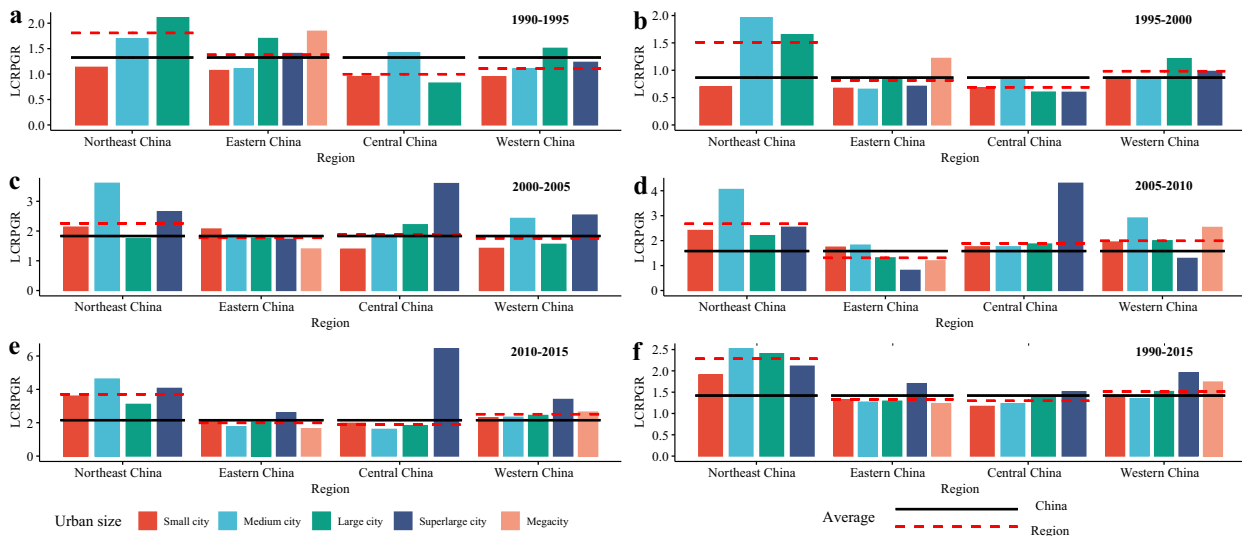 a
1990-1995
LCRPGR
2.0
1.5
1.0
0.5
0.0
Northeast China Eastern China Central China Western China
Region
b
1995-2000
LCRPGR
2.0
1.5
1.0
0.5
0.0
Northeast China Eastern China Central China Western China
Region
c
2000-2005
LCRPGR
3
2
1
0
Northeast China Eastern China Central China Western China
Region
d
2005-2010
LCRPGR
4
3
2
1
0
Northeast China Eastern China Central China Western China
Region
e
2010-2015
LCRPGR
6
4
2
0
Northeast China Eastern China Central China Western China
Region
f
1990-2015
LCRPGR
2.5
2.0
1.5
1.0
0.5
0.0
Northeast China Eastern China Central China Western China
Region
Urban size Small city Medium city Large city Superlarge city Megacity
Average China
Region